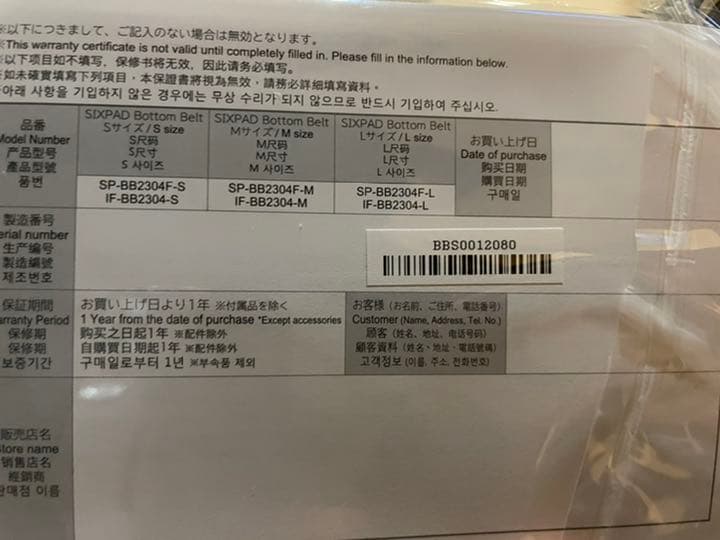 ※以下につきまして、ご記入のない場合は無効となります。
*This warranty certificate is not valid until completely filled in. Please fill in the information below.
※以下项目如不填写，保修书将无效，因此请务必填写。
※如未確實填寫下列項目，本保證書將視為無效，請務必詳細填寫資料。
아래 사항을 기입하지 않은 경우에는 무상 수리가 되지 않으므로 반드시 기입하여 주십시오.
品番
Model Number
产品型号
產品型號
품번
SIXPAD Bottom Belt
Sサイズ / S size
S尺码
S尺寸
S 사이즈
SIXPAD Bottom Belt
Mサイズ / M size
M尺码
M尺寸
M 사이즈
SIXPAD Bottom Belt
Lサイズ / L size
L尺码
L尺寸
L 사이즈
お買い上げ日
Date of purchase
购买日期
購買日期
구매일
SP-BB2304F-S
IF-BB2304-S
SP-BB2304F-M
IF-BB2304-M
SP-BB2304F-L
IF-BB2304-L
製造番号
erial number
生产编号
製造編號
제조번호
BBS0012080
保証期間
arranty Period
保修期
保修期
보증기간
お買い上げ日より1年 ※付属品を除く
1 Year from the date of purchase *Except accessories
购买之日起1年 ※配件除外
自購買日期起1年 ※配件除外
구매일로부터 1년 ※부속품 제외
お客様（お名前、ご住所、電話番号）
Customer (Name, Address, Tel. No.)
顾客（姓名、地址、电话号码）
顧客資料（姓名、地址、電話號碼）
고객정보 (이름, 주소, 전화번호)
販売店名
tore name
销售店名
經銷商
판매점 이름